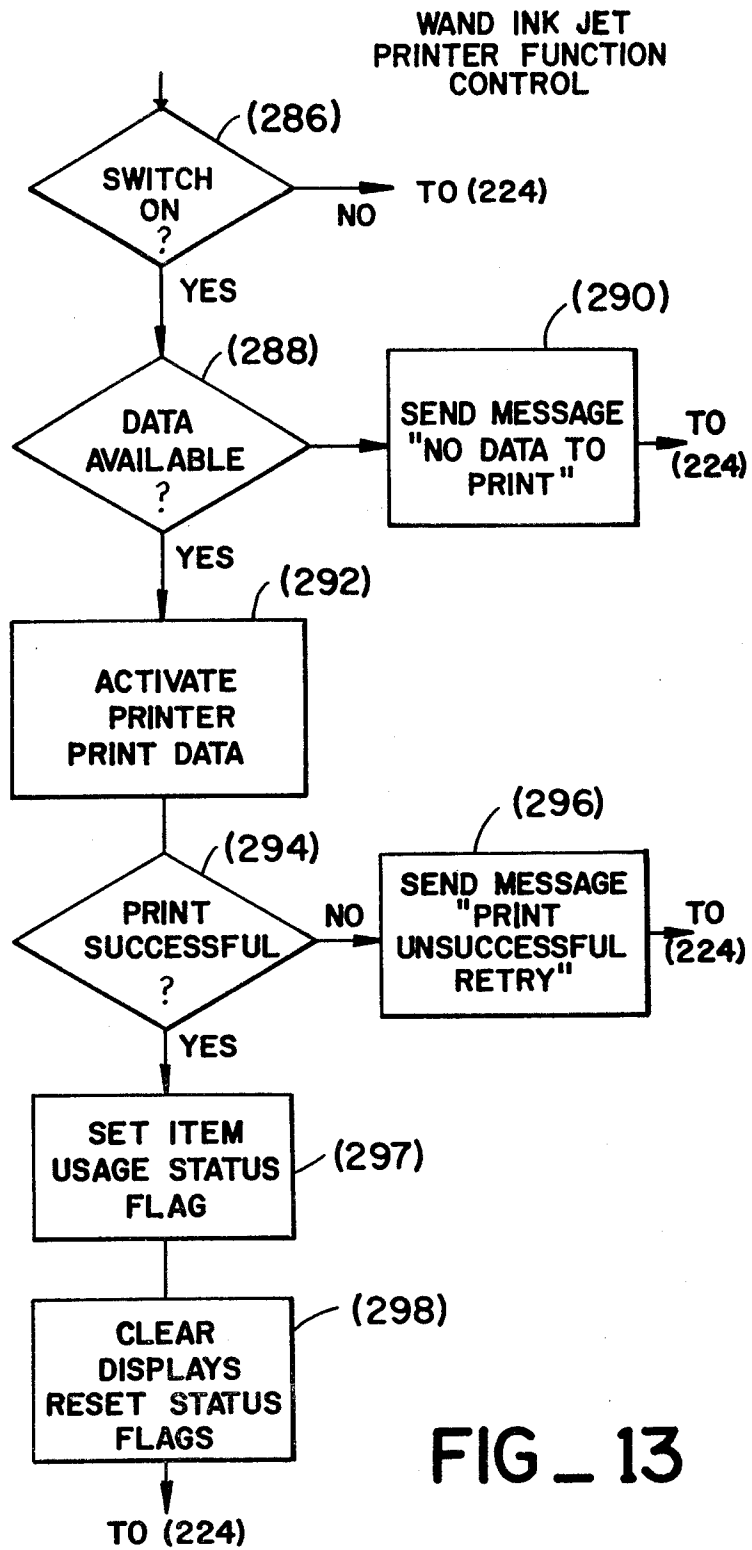 WAND INK JET
PRINTER FUNCTION
CONTROL
(286)
SWITCH
ON
?
NO
TO (224)
YES
(288)
DATA
AVAILABLE
?
(290)
SEND MESSAGE
"NO DATA TO
PRINT"
TO
(224)
YES
(292)
ACTIVATE
PRINTER
PRINT DATA
(294)
PRINT
SUCCESSFUL
?
NO
(296)
SEND MESSAGE
"PRINT
UNSUCCESSFUL
RETRY"
TO
(224)
YES
SET ITEM
USAGE STATUS
FLAG
(297)
CLEAR
DISPLAYS
RESET STATUS
FLAGS
(298)
TO (224)
FIG_13